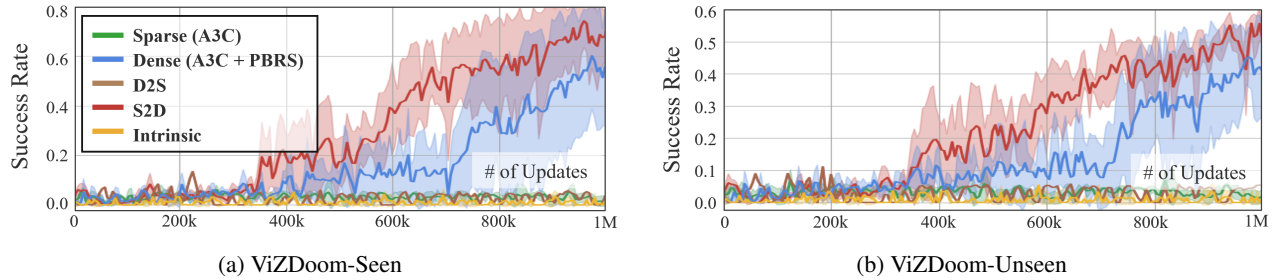 Success Rate
0.8
0.6
0.4
0.2
0.0
Sparse (A3C)
Dense (A3C + PBRS)
D2S
S2D
Intrinsic
# of Updates
0 200k 400k 600k 800k 1M
(a) ViZDoom-Seen
Success Rate
0.6
0.5
0.4
0.3
0.2
0.1
0.0
# of Updates
0 200k 400k 600k 800k 1M
(b) ViZDoom-Unseen